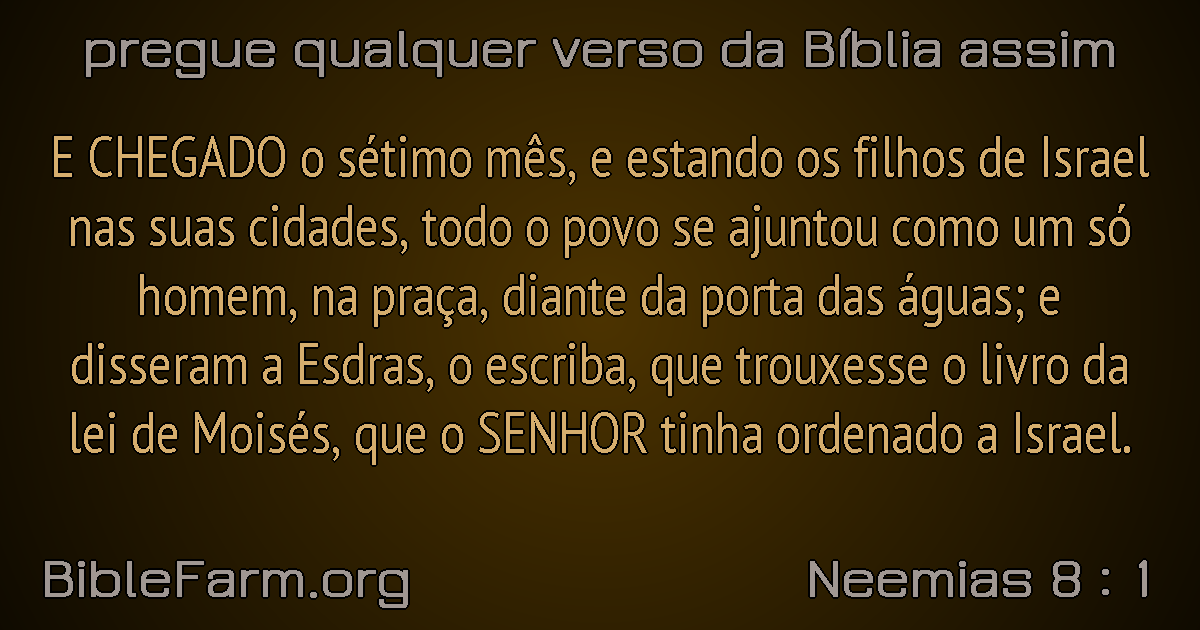 pregue qualquer verso da Bíblia assim
E CHEGADO o sétimo mês, e estando os filhos de Israel
nas suas cidades, todo o povo se ajuntou como um só
homem, na praça, diante da porta das águas; e
disseram a Esdras, o escriba, que trouxesse o livro da
lei de Moisés, que o SENHOR tinha ordenado a Israel.
BibleFarm.org
Neemias 8 : 1